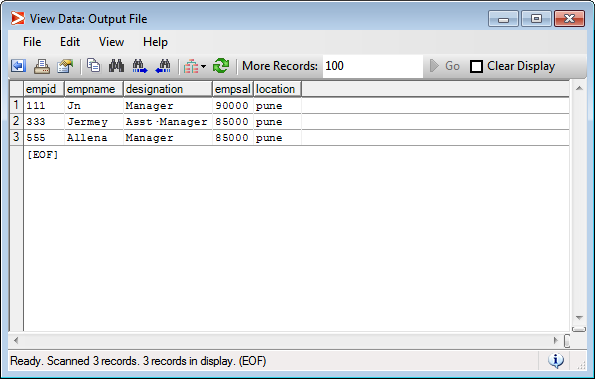 View Data: Output File
File Edit View Help
More Records: 100 Go Clear Display
empid empname designation empsal location
1 111 Jn Manager 90000 pune
2 333 Jermey Asst·Manager 85000 pune
3 555 Allena Manager 85000 pune
[EOF]
Ready. Scanned 3 records. 3 records in display. (EOF)